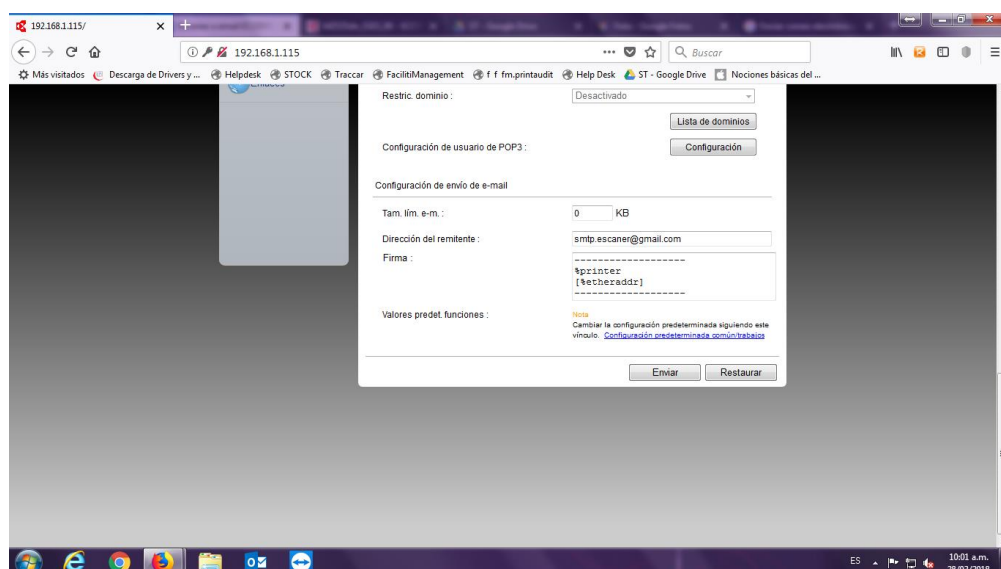 192.168.1.115/
192.168.1.115
Buscar
Más visitados Descarga de Drivers y ... Helpdesk STOCK Traccar FacilitiManagement f f fm.printaudit Help Desk ST - Google Drive Nociones básicas del ...
Enlaces
Restric. dominio :
Desactivado
Lista de dominios
Configuración de usuario de POP3 :
Configuración
Configuración de envío de e-mail
Tam. lím. e-m. :
0 KB
Dirección del remitente :
smtp.escaner@gmail.com
Firma :
-------------------
%printer
[%etheraddr]
-------------------
Valores predet. funciones :
Nota
Cambiar la configuración predeterminada siguiendo este
vínculo. Configuración predeterminada común/trabajos
Enviar Restaurar
ES
10:01 a.m.
28/02/2018